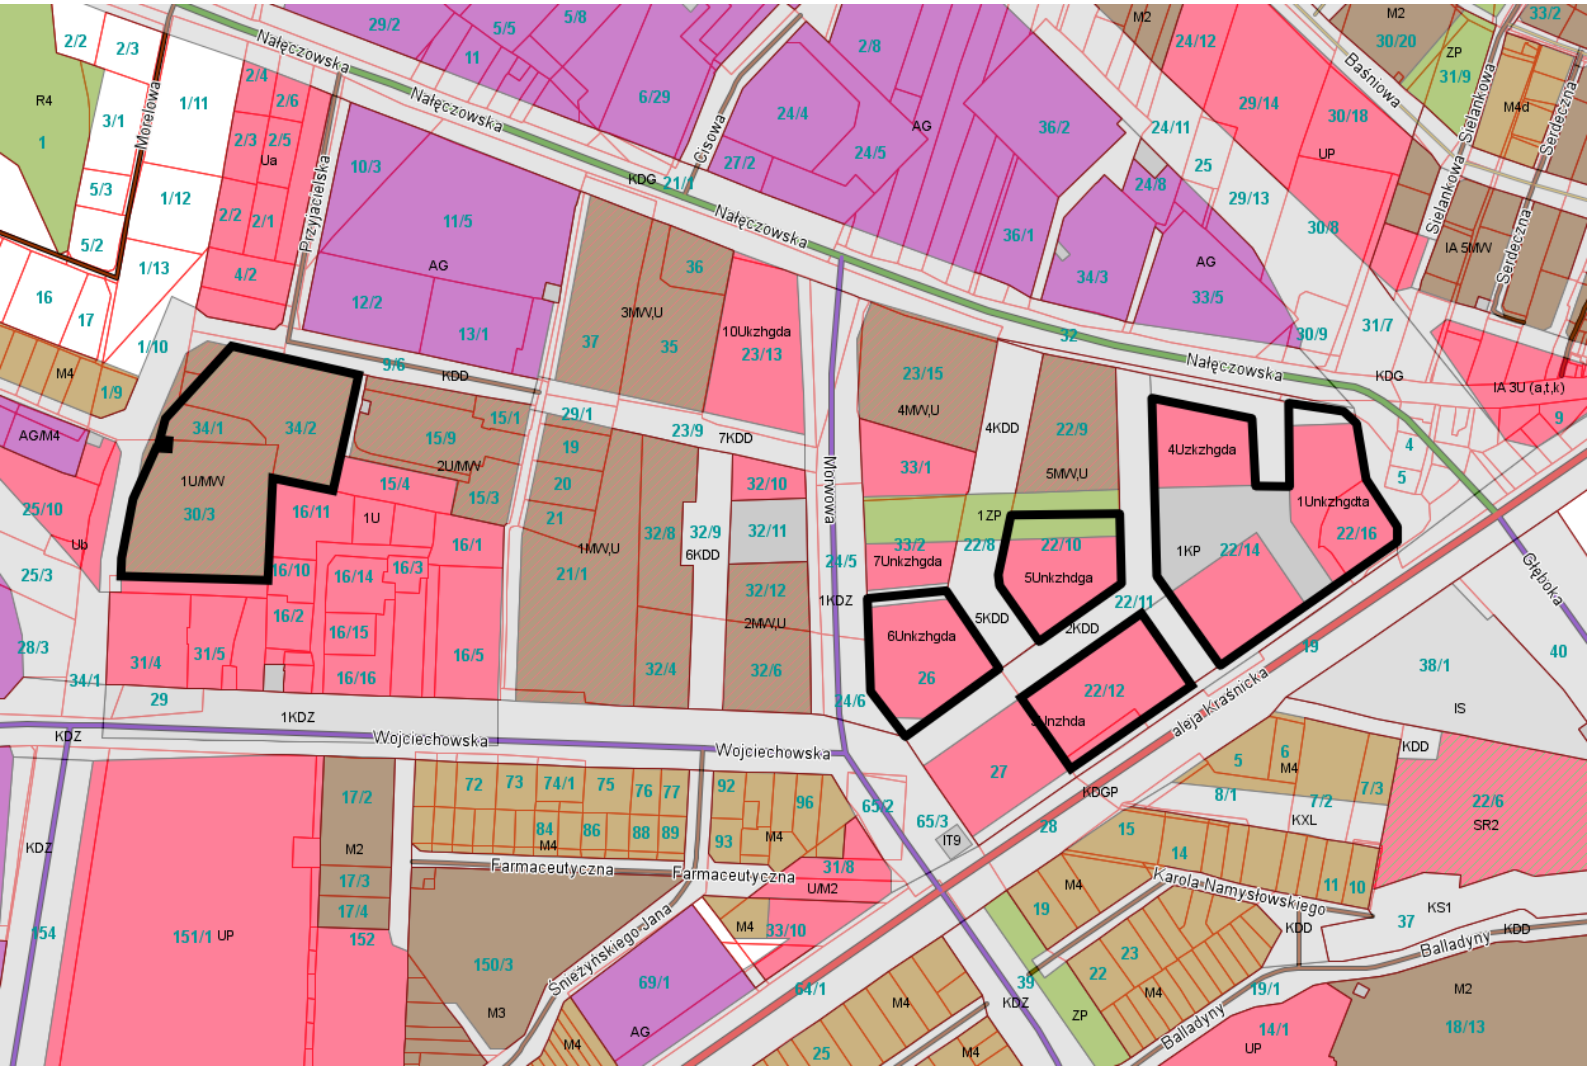 29/2
5/5
5/8
11
6/29
2/8
24/4
AG
24/5
27/2
36/2
36/1
M2
24/12
M2
30/20
33/2
ZP
31/9
M4d
Baśniowa
Sielankowa
Sielankowa
Serdeczna
Serdeczna
29/14
30/18
24/11
UP
25
24/8
29/13
30/8
IA 5MW
34/3
AG
33/5
2/2
2/3
R4
1
3/1
5/3
5/2
Morelowa
1/11
1/12
1/13
16
17
1/10
2/4
2/6
2/3
2/5
Ua
2/2
2/1
4/2
Przyjacielska
Nałęczowska
Nałęczowska
Cisowa
KDG
21/1
Nałęczowska
10/3
11/5
AG
12/2
13/1
9/6
KDD
36
3MW,U
37
35
10Ukzhgda
23/13
32
30/9
31/7
Nałęczowska
KDG
IA 3U (a,t,k)
9
M4
1/9
AG/M4
25/10
Ub
25/3
28/3
34/1
34/1
34/2
1U/MW
30/3
15/9
15/1
2U/MW
15/4
15/3
1U
16/11
16/1
16/10
16/14
16/3
16/2
16/15
16/5
16/16
31/4
31/5
29
29/1
19
20
21
1MW,U
21/1
23/9
7KDD
32/8
32/9
6KDD
32/10
32/11
32/12
2MW,U
32/4
32/6
Morwowa
24/5
1KDZ
24/6
23/15
4MW,U
4KDD
22/9
5MW,U
33/1
1ZP
33/2
7Unkzhgda
22/8
22/10
5Unkzhdga
22/11
2KDD
5KDD
6Unkzhgda
26
4Uzkzhgda
1KP
22/14
1Unkzhgdta
22/16
4
5
22/12
3Unzhda
27
19
aleja Kraśnicka
KDGP
28
Głęboka
40
38/1
IS
1KDZ
KDZ
Wojciechowska
Wojciechowska
KDZ
154
151/1 UP
17/2
M2
17/3
17/4
152
72
73
74/1
75
76
77
84
86
88
89
M4
92
93
96
M4
Farmaceutyczna
Farmaceutyczna
150/3
M3
Śnieżyńskiego Jana
69/1
AG
M4
M4
33/10
31/8
U/M2
65/2
65/3
IT9
64/1
5
6
M4
7/3
8/1
7/2
KXL
KDD
22/6
SR2
15
14
11
10
M4
Karola Namysłowskiego
19
23
22
M4
KDD
37
KS1
Balladyny
KDD
39
KDZ
ZP
19/1
Balladyny
M2
18/13
14/1
UP
M4
25
M4